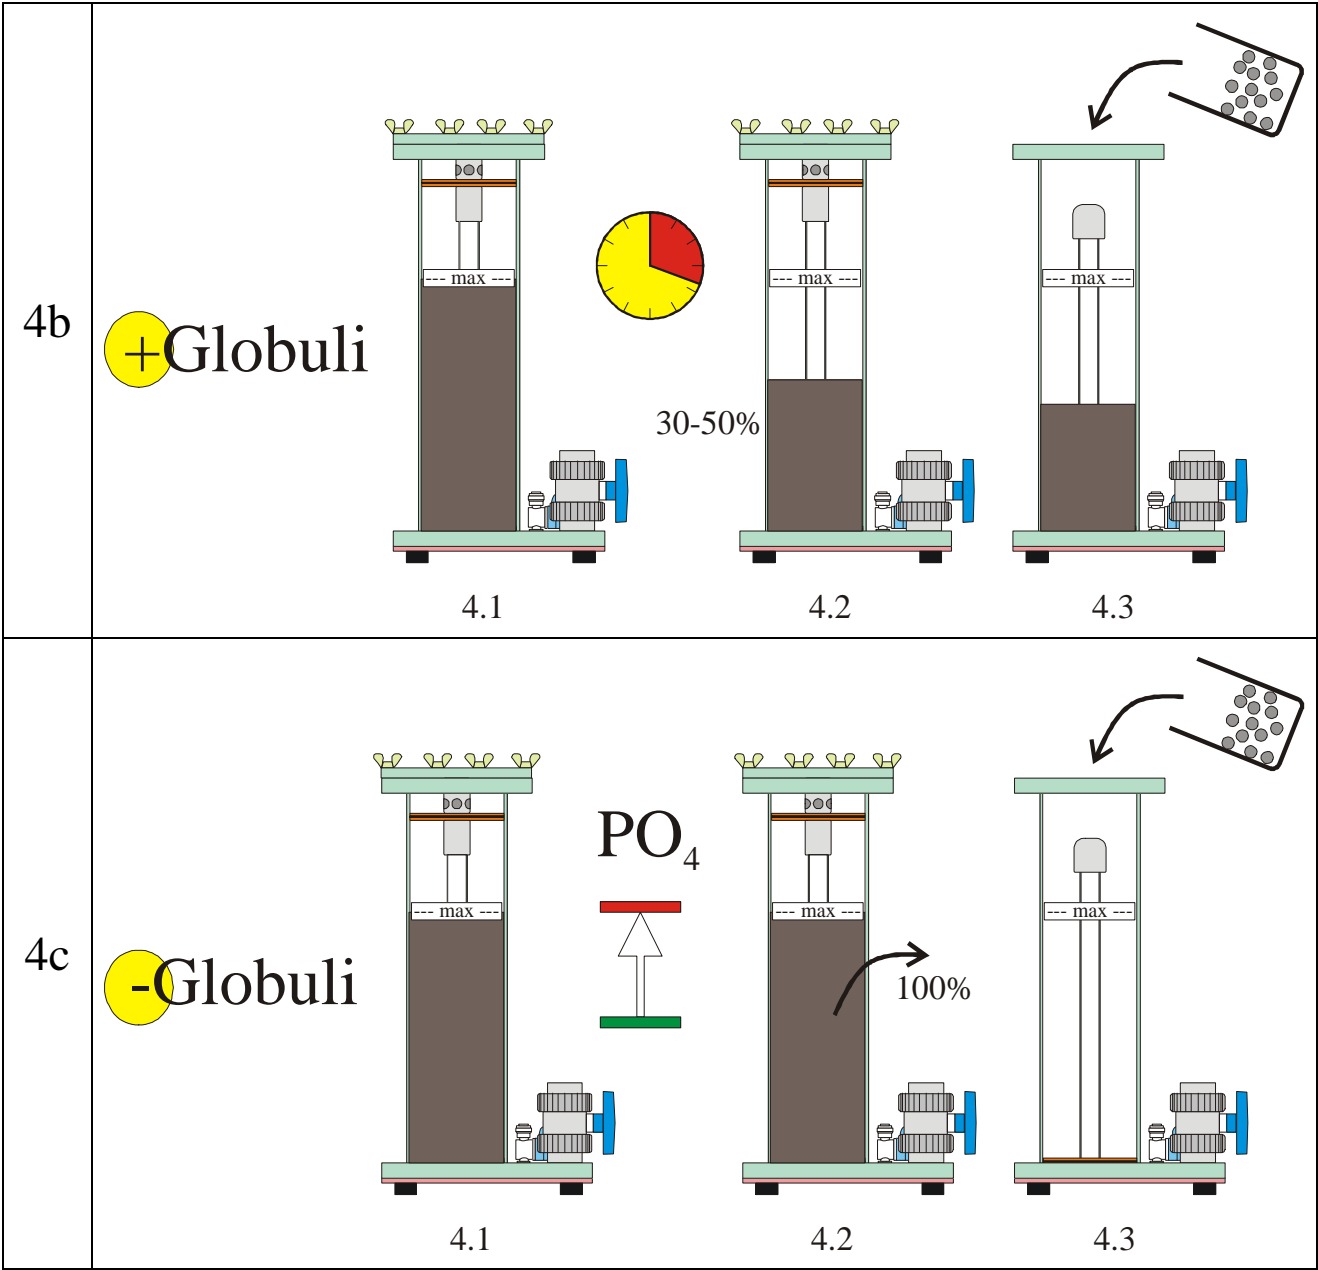 4b
+Globuli
--- max ---
--- max ---
--- max ---
30-50%
4.1
4.2
4.3
4c
-Globuli
PO₄
--- max ---
--- max ---
--- max ---
100%
4.1
4.2
4.3